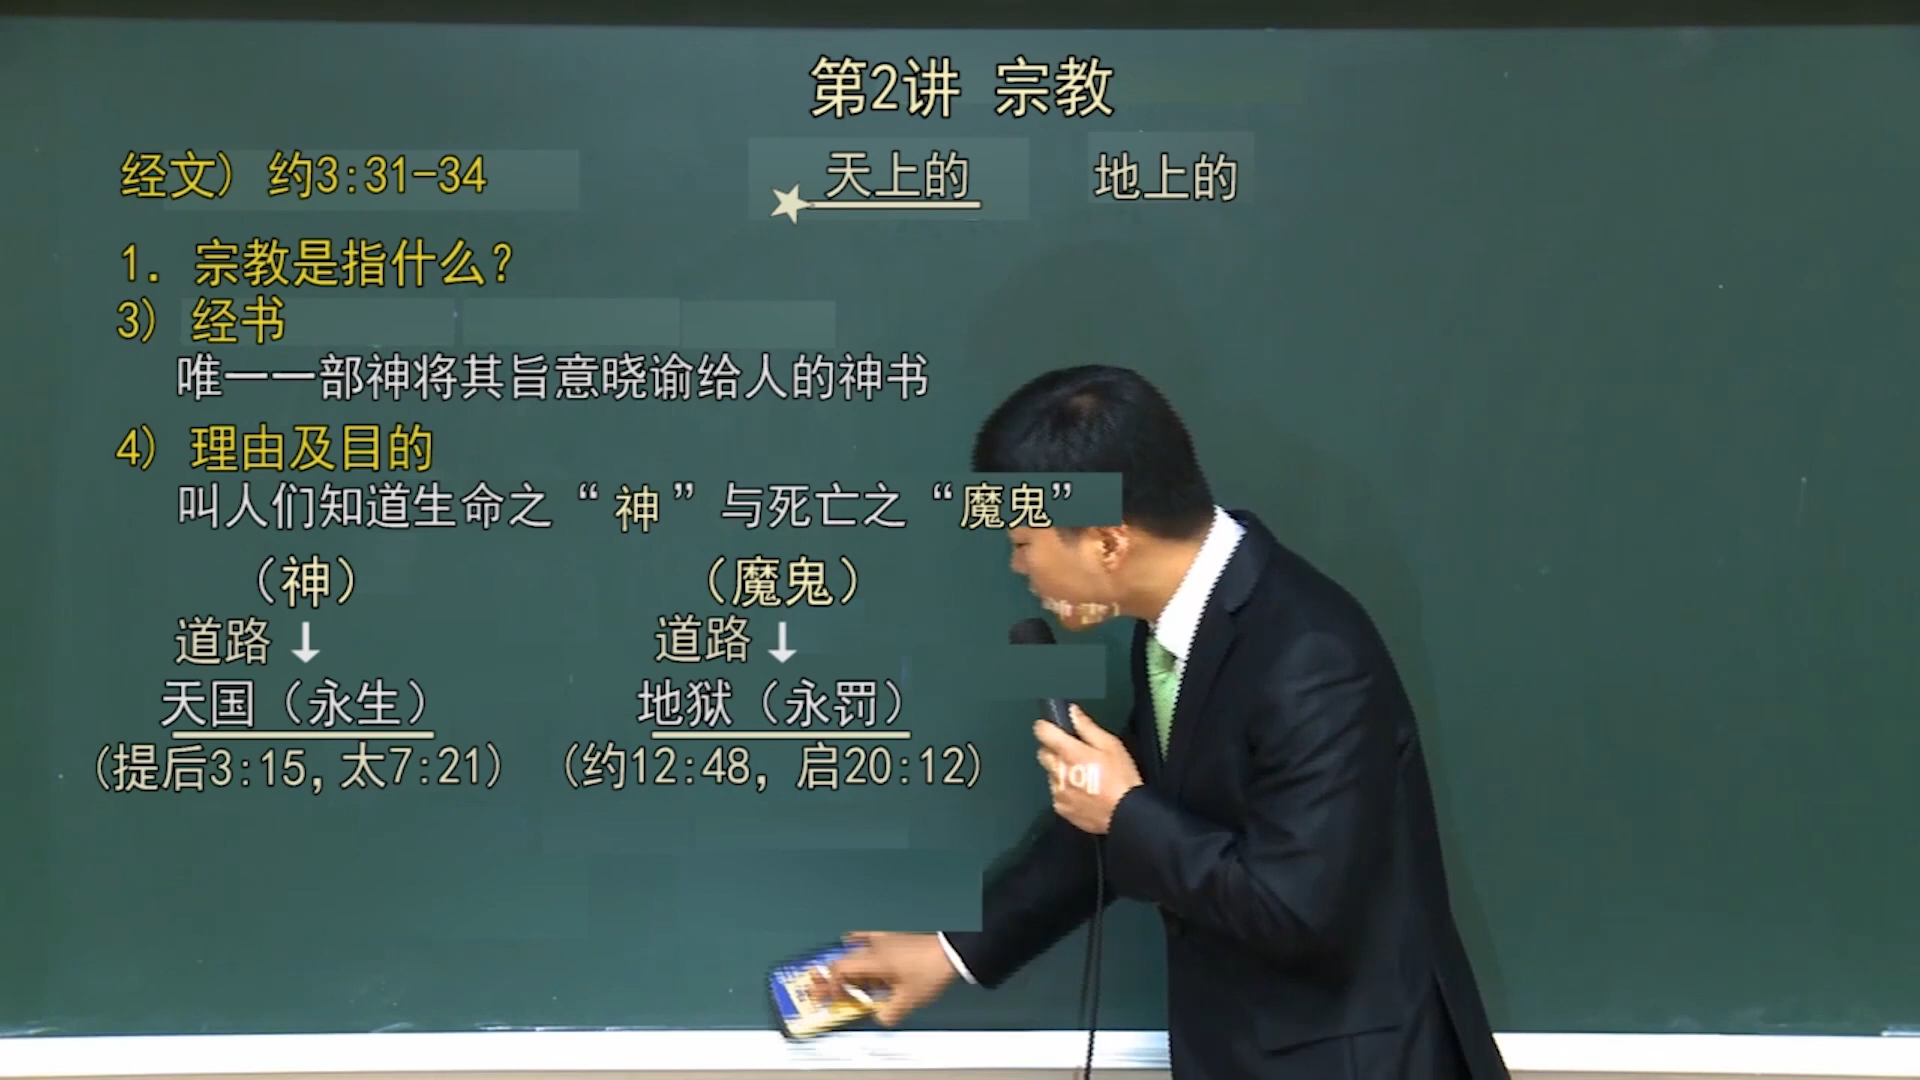 第2讲 宗教
经文) 约3:31-34
天上的 地上的
1. 宗教是指什么?
3) 经书
唯一一部神将其旨意晓谕给人的神书
4) 理由及目的
叫人们知道生命之“神”与死亡之“魔鬼”
(神) (魔鬼)
道路↓ 道路↓
天国(永生) 地狱(永罚)
(提后3:15,太7:21) (约12:48, 启20:12)
에